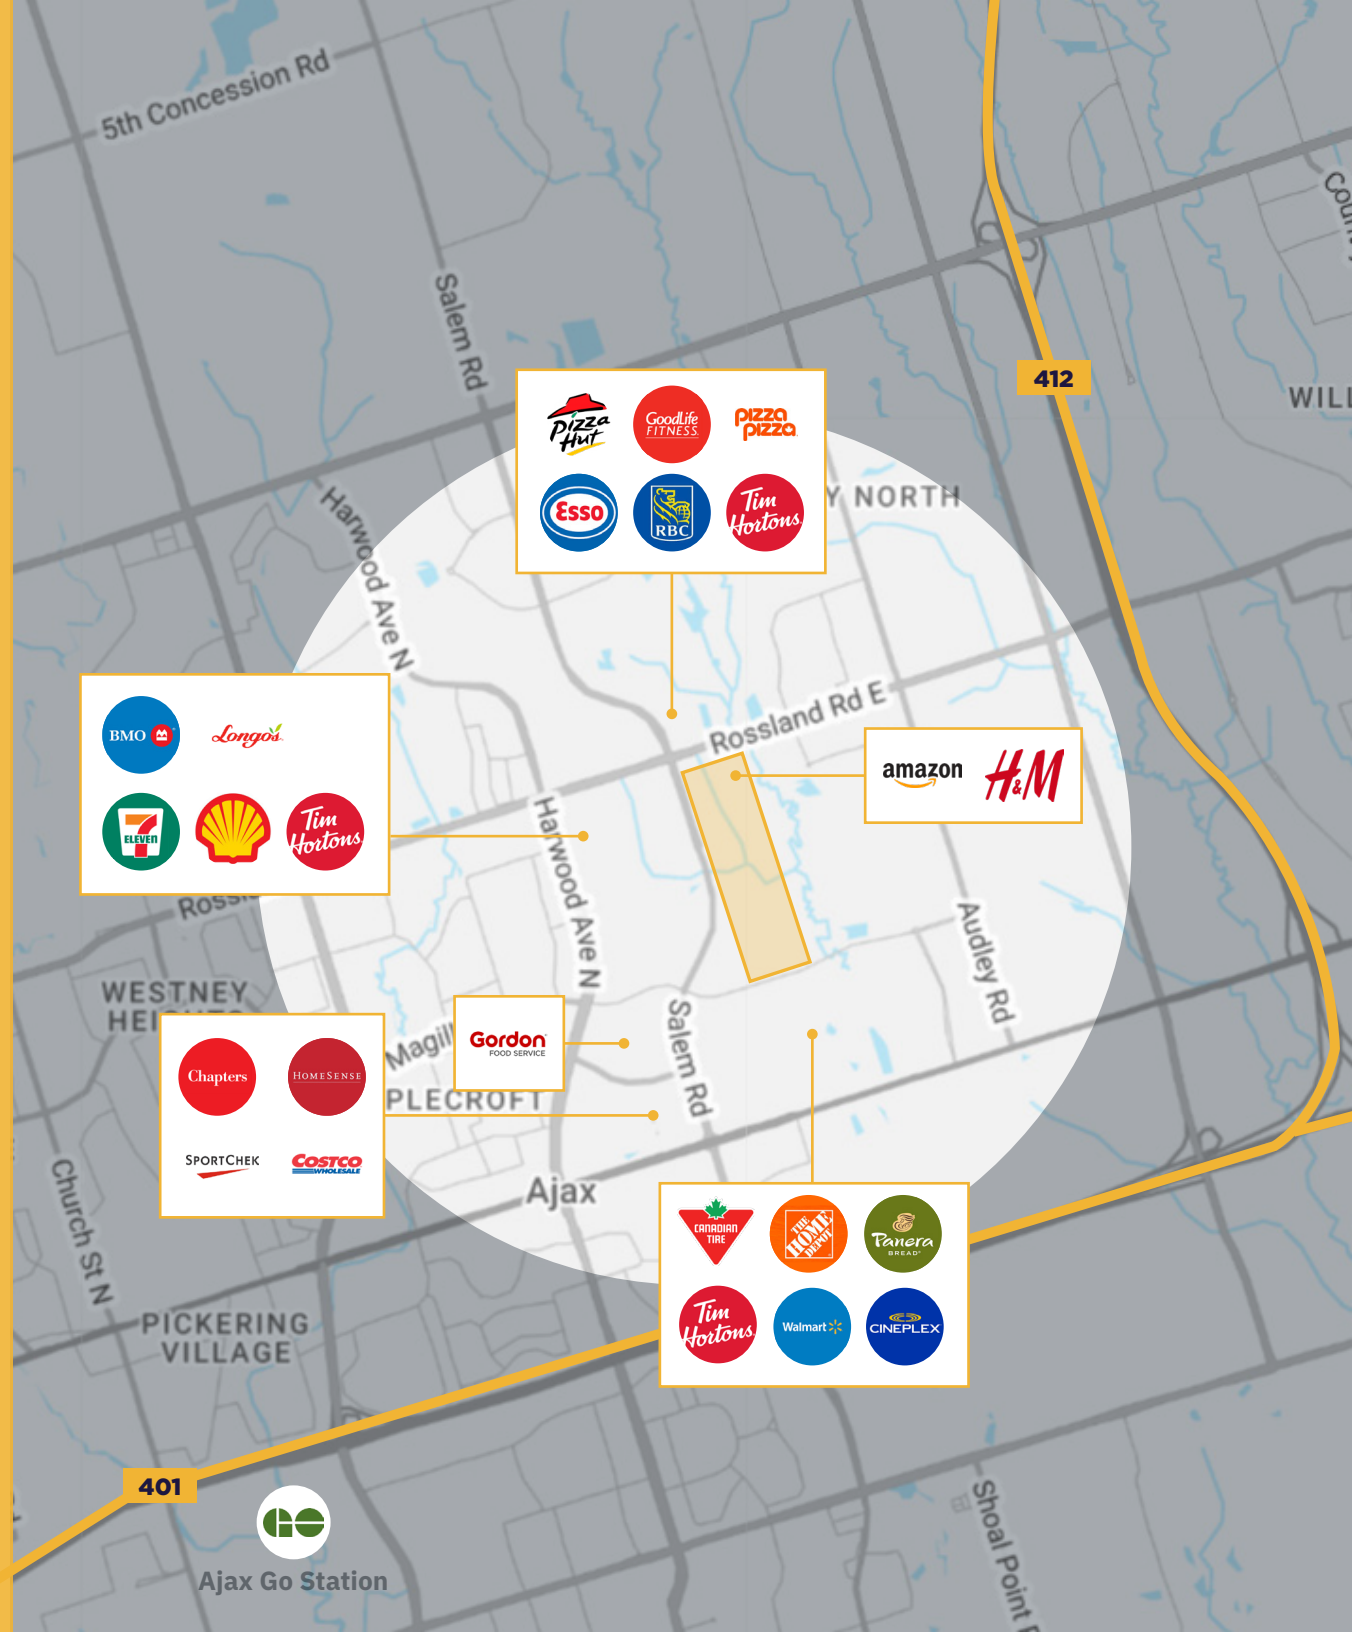 5th Concession Rd
Salem Rd
412
WILL
Pizza
Hut
GoodLife
FITNESS
pizza
pizza
Esso
RBC
Tim
Hortons
Y NORTH
Harwood Ave N
Rossland Rd E
BMO
Longo's
7
ELEVEN
Tim
Hortons
amazon
H&M
Harwood Ave N
Audley Rd
WESTNEY
Gordon
FOOD SERVICE
Magill
Salem Rd
PLECROFT
Chapters
HOMESENSE
SPORTCHEK
COSTCO
WHOLESALE
Church St N
Ajax
CANADIAN
TIRE
THE
HOME
DEPOT
Panera
BREAD
Tim
Hortons
Walmart
CINEPLEX
PICKERING
VILLAGE
401
GO
Ajax Go Station
Shoal Point